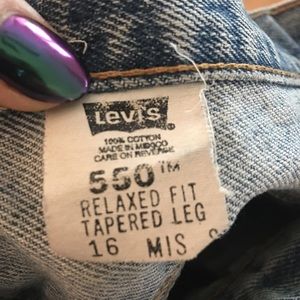 Levi's
100% COTTON
MADE IN MEXICO
CARE ON REVERSE
550™
RELAXED FIT
TAPERED LEG
16 MIS S